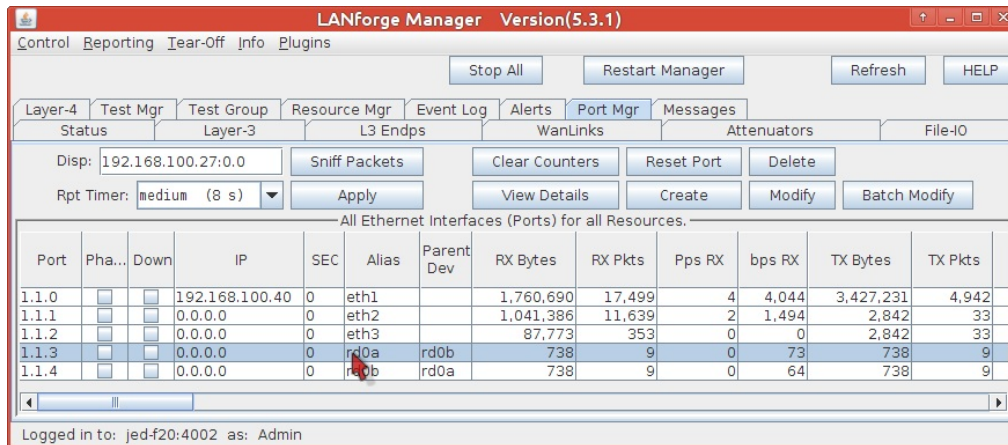 LANforge Manager Version(5.3.1)
Control Reporting Tear-Off Info Plugins
Stop All Restart Manager Refresh HELP
Layer-4 Test Mgr Test Group Resource Mgr Event Log Alerts Port Mgr Messages
Status Layer-3 L3 Endps WanLinks Attenuators File-IO
Disp: 192.168.100.27:0.0 Sniff Packets Clear Counters Reset Port Delete
Rpt Timer: medium (8 s) Apply View Details Create Modify Batch Modify
All Ethernet Interfaces (Ports) for all Resources.
Port Pha... Down IP SEC Alias Parent Dev RX Bytes RX Pkts Pps RX bps RX TX Bytes TX Pkts
1.1.0 192.168.100.40 0 eth1 1,760,690 17,499 4 4,044 3,427,231 4,942
1.1.1 0.0.0.0 0 eth2 1,041,386 11,639 2 1,494 2,842 33
1.1.2 0.0.0.0 0 eth3 87,773 353 0 0 2,842 33
1.1.3 0.0.0.0 0 rd0a rd0b 738 9 0 73 738 9
1.1.4 0.0.0.0 0 rd0b rd0a 738 9 0 64 738 9
Logged in to: jed-f20:4002 as: Admin